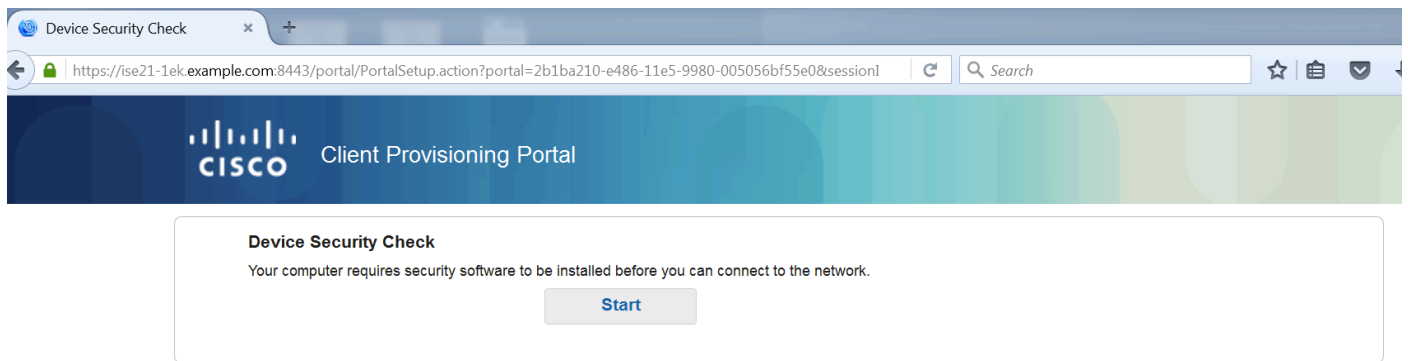 Device Security Check
https://ise21-1ek.example.com:8443/portal/PortalSetup.action?portal=2b1ba210-e486-11e5-9980-005056bf55e0&sessionI
Search
CISCO
Client Provisioning Portal
Device Security Check
Your computer requires security software to be installed before you can connect to the network.
Start